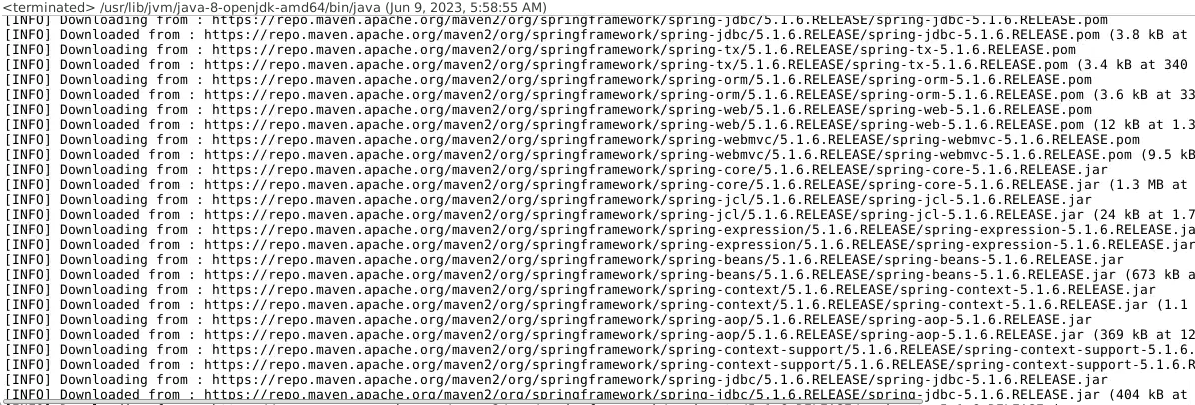 <terminated> /usr/lib/jvm/java-8-openjdk-amd64/bin/java (Jun 9, 2023, 5:58:55 AM)
[INFO] Downloading from : https://repo.maven.apache.org/maven2/org/springframework/spring-jdbc/5.1.6.RELEASE/spring-jdbc-5.1.6.RELEASE.pom
[INFO] Downloaded from : https://repo.maven.apache.org/maven2/org/springframework/spring-jdbc/5.1.6.RELEASE/spring-jdbc-5.1.6.RELEASE.pom (3.8 kB at
[INFO] Downloading from : https://repo.maven.apache.org/maven2/org/springframework/spring-tx/5.1.6.RELEASE/spring-tx-5.1.6.RELEASE.pom
[INFO] Downloaded from : https://repo.maven.apache.org/maven2/org/springframework/spring-tx/5.1.6.RELEASE/spring-tx-5.1.6.RELEASE.pom (3.4 kB at 340
[INFO] Downloading from : https://repo.maven.apache.org/maven2/org/springframework/spring-orm/5.1.6.RELEASE/spring-orm-5.1.6.RELEASE.pom
[INFO] Downloaded from : https://repo.maven.apache.org/maven2/org/springframework/spring-orm/5.1.6.RELEASE/spring-orm-5.1.6.RELEASE.pom (3.6 kB at 33
[INFO] Downloading from : https://repo.maven.apache.org/maven2/org/springframework/spring-web/5.1.6.RELEASE/spring-web-5.1.6.RELEASE.pom
[INFO] Downloaded from : https://repo.maven.apache.org/maven2/org/springframework/spring-web/5.1.6.RELEASE/spring-web-5.1.6.RELEASE.pom (12 kB at 1.3
[INFO] Downloading from : https://repo.maven.apache.org/maven2/org/springframework/spring-webmvc/5.1.6.RELEASE/spring-webmvc-5.1.6.RELEASE.pom
[INFO] Downloaded from : https://repo.maven.apache.org/maven2/org/springframework/spring-webmvc/5.1.6.RELEASE/spring-webmvc-5.1.6.RELEASE.pom (9.5 kB
[INFO] Downloading from : https://repo.maven.apache.org/maven2/org/springframework/spring-core/5.1.6.RELEASE/spring-core-5.1.6.RELEASE.jar
[INFO] Downloaded from : https://repo.maven.apache.org/maven2/org/springframework/spring-core/5.1.6.RELEASE/spring-core-5.1.6.RELEASE.jar (1.3 MB at
[INFO] Downloading from : https://repo.maven.apache.org/maven2/org/springframework/spring-jcl/5.1.6.RELEASE/spring-jcl-5.1.6.RELEASE.jar
[INFO] Downloaded from : https://repo.maven.apache.org/maven2/org/springframework/spring-jcl/5.1.6.RELEASE/spring-jcl-5.1.6.RELEASE.jar (24 kB at 1.7
[INFO] Downloading from : https://repo.maven.apache.org/maven2/org/springframework/spring-expression/5.1.6.RELEASE/spring-expression-5.1.6.RELEASE.ja
[INFO] Downloaded from : https://repo.maven.apache.org/maven2/org/springframework/spring-expression/5.1.6.RELEASE/spring-expression-5.1.6.RELEASE.jar
[INFO] Downloading from : https://repo.maven.apache.org/maven2/org/springframework/spring-beans/5.1.6.RELEASE/spring-beans-5.1.6.RELEASE.jar
[INFO] Downloaded from : https://repo.maven.apache.org/maven2/org/springframework/spring-beans/5.1.6.RELEASE/spring-beans-5.1.6.RELEASE.jar (673 kB a
[INFO] Downloading from : https://repo.maven.apache.org/maven2/org/springframework/spring-context/5.1.6.RELEASE/spring-context-5.1.6.RELEASE.jar
[INFO] Downloaded from : https://repo.maven.apache.org/maven2/org/springframework/spring-context/5.1.6.RELEASE/spring-context-5.1.6.RELEASE.jar (1.1
[INFO] Downloading from : https://repo.maven.apache.org/maven2/org/springframework/spring-aop/5.1.6.RELEASE/spring-aop-5.1.6.RELEASE.jar
[INFO] Downloaded from : https://repo.maven.apache.org/maven2/org/springframework/spring-aop/5.1.6.RELEASE/spring-aop-5.1.6.RELEASE.jar (369 kB at 12
[INFO] Downloading from : https://repo.maven.apache.org/maven2/org/springframework/spring-context-support/5.1.6.RELEASE/spring-context-support-5.1.6.
[INFO] Downloaded from : https://repo.maven.apache.org/maven2/org/springframework/spring-context-support/5.1.6.RELEASE/spring-context-support-5.1.6.R
[INFO] Downloading from : https://repo.maven.apache.org/maven2/org/springframework/spring-jdbc/5.1.6.RELEASE/spring-jdbc-5.1.6.RELEASE.jar
[INFO] Downloaded from : https://repo.maven.apache.org/maven2/org/springframework/spring-jdbc/5.1.6.RELEASE/spring-jdbc-5.1.6.RELEASE.jar (404 kB at